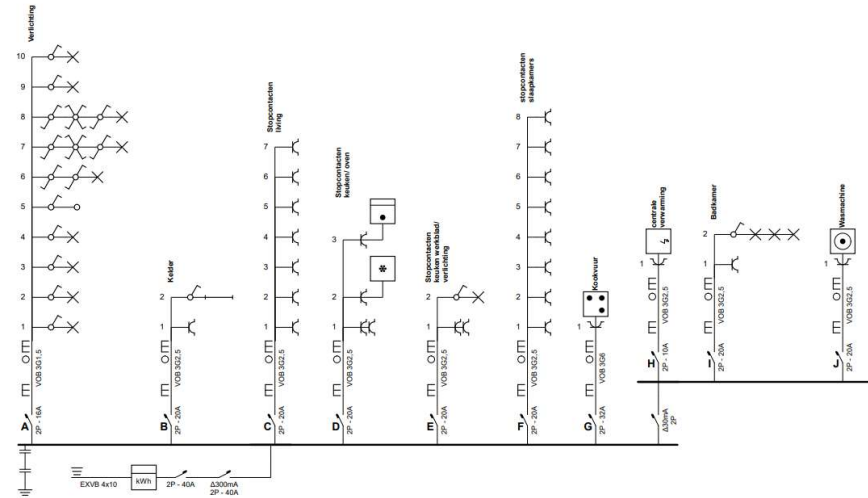 Verlichting
10
9
8
7
6
5
4
3
2
1
VOB 3G1,5
A
2P - 16A
Kelder
2
1
VOB 3G2,5
B
2P - 20A
Stopcontacten
living
7
6
5
4
3
2
1
VOB 3G2,5
C
2P - 20A
Stopcontacten
keuken/ oven
3
2
1
VOB 3G2,5
D
2P - 20A
Stopcontacten
keuken werkblad/
verlichting
2
1
VOB 3G2,5
E
2P - 20A
stopcontacten
slaapkamers
8
7
6
5
4
3
2
1
VOB 3G2,5
F
2P - 20A
Kookvuur
1
VOB 3G6
G
2P - 32A
centrale
verwarming
1
VOB 3G2,5
H
2P - 10A
Badkamer
2
1
VOB 3G2,5
I
2P - 20A
Wasmachine
1
VOB 3G2,5
J
2P - 20A
Δ30mA
2P
EXVB 4x10
kWh
2P - 40A
Δ300mA
2P - 40A